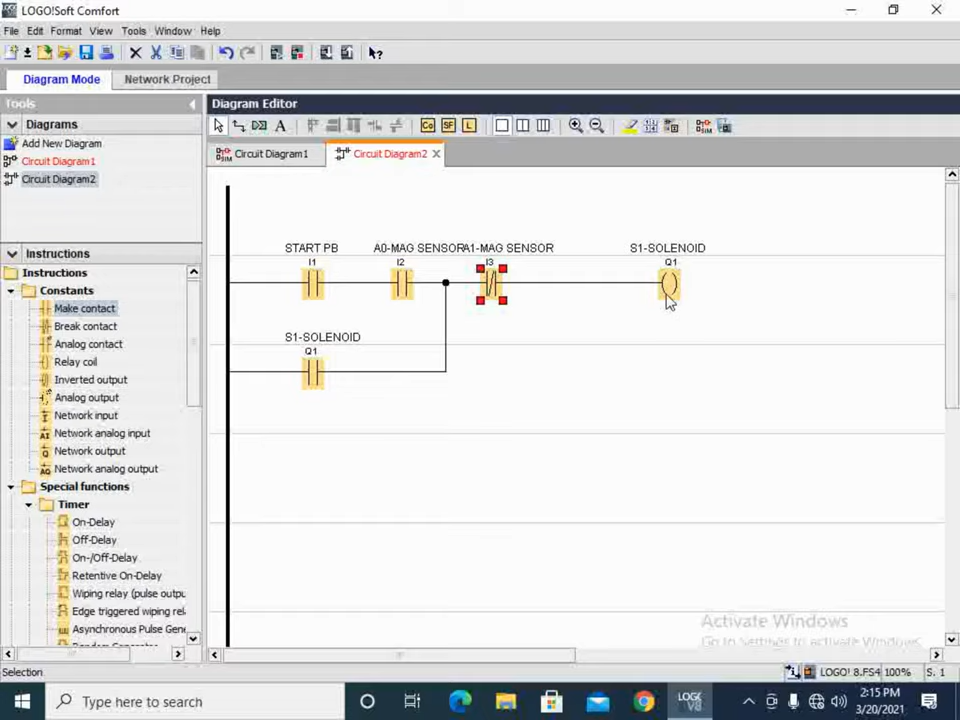 LOGO!Soft Comfort
File Edit Format View Tools Window Help
Diagram Mode Network Project
Tools
Diagrams
Add New Diagram
Circuit Diagram1
Circuit Diagram2
Instructions
Instructions
Constants
Make contact
Break contact
Analog contact
Relay coil
Inverted output
Analog output
Network input
Network analog input
Network output
Network analog output
Special functions
Timer
On-Delay
Off-Delay
On-/Off-Delay
Retentive On-Delay
Wiping relay (pulse outpu
Edge triggered wiping rel
Asynchronous Pulse Gene
Diagram Editor
A Co SF L
Circuit Diagram1 Circuit Diagram2
START PB A0-MAG SENSOR A1-MAG SENSOR S1-SOLENOID
I1 I2 I3 Q1
S1-SOLENOID
Q1
Activate Windows
Go to Settings to activate Windows.
Selection LOGO! 8.FS4 100% S. 1
Type here to search
LOGO V8
2:15 PM
3/20/2021